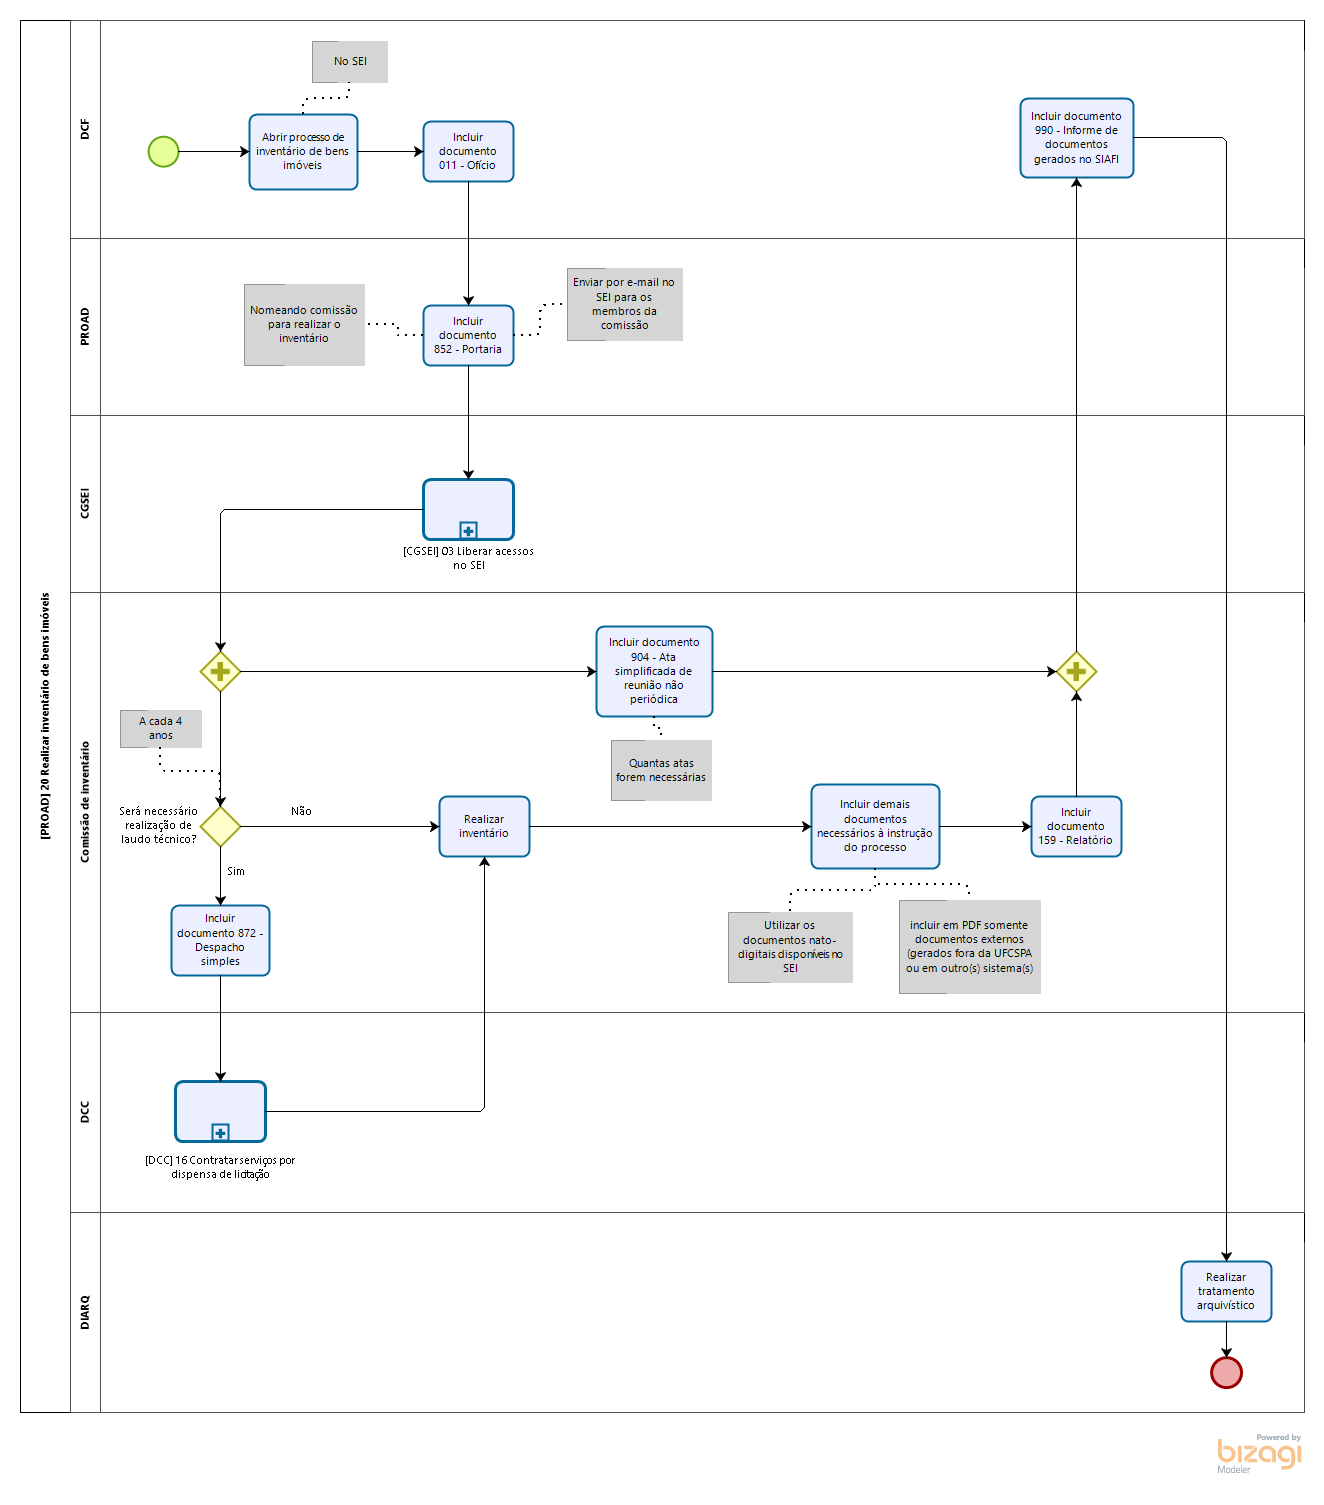 [PROAD] 20 Realizar inventário de bens imóveis
DCF
No SEI
Abrir processo de
inventário de bens
imóveis
Incluir
documento
011 - Ofício
Incluir documento
990 - Informe de
documentos
gerados no SIAFI
PROAD
Nomeando comissão
para realizar o
inventário
Incluir
documento
852 - Portaria
Enviar por e-mail no
SEI para os
membros da
comissão
CGSEI
[CGSEI] 03 Liberar acessos
no SEI
Comissão de inventário
Incluir documento
904 - Ata
simplificada de
reunião não
periódica
Quantas atas
forem necessárias
A cada 4
anos
Será necessário
realização de
laudo técnico?
Não
Sim
Realizar
inventário
Incluir demais
documentos
necessários à instrução
do processo
Incluir
documento
159 - Relatório
Incluir
documento 872 -
Despacho
simples
Utilizar os
documentos nato-
digitais disponíveis no
SEI
incluir em PDF somente
documentos externos
(gerados fora da UFCSPA
ou em outro(s) sistema(s)
DCC
[DCC] 16 Contratar serviços por
dispensa de licitação
DIARQ
Realizar
tratamento
arquivístico
Powered by
bizagi
Modeler